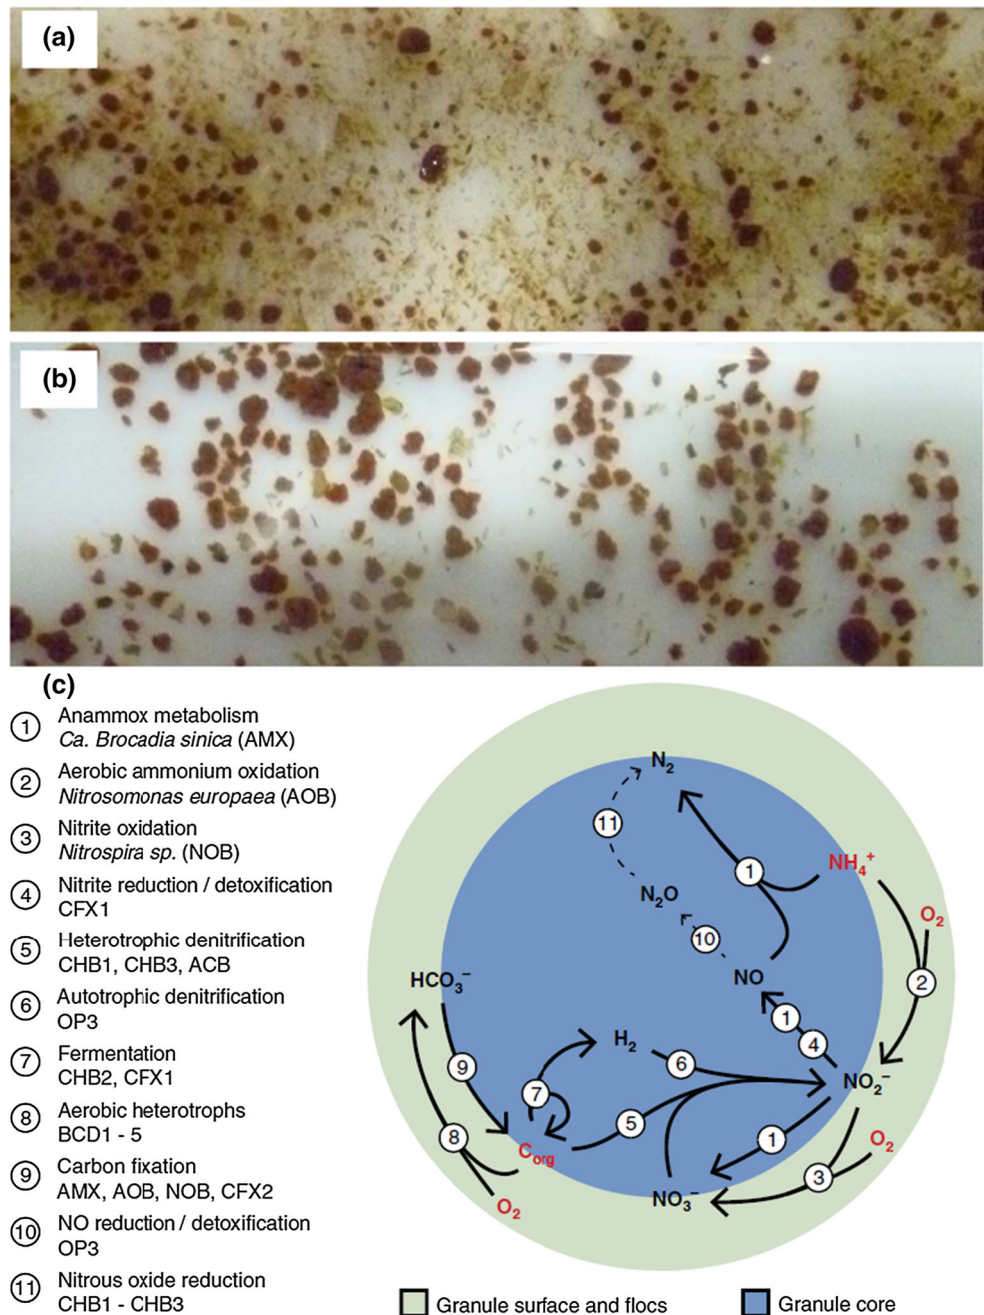 (a)
(b)
(c)
1 Anammox metabolism
Ca. Brocadia sinica (AMX)
2 Aerobic ammonium oxidation
Nitrosomonas europaea (AOB)
3 Nitrite oxidation
Nitrospira sp. (NOB)
4 Nitrite reduction / detoxification
CFX1
5 Heterotrophic denitrification
CHB1, CHB3, ACB
6 Autotrophic denitrification
OP3
7 Fermentation
CHB2, CFX1
8 Aerobic heterotrophs
BCD1 - 5
9 Carbon fixation
AMX, AOB, NOB, CFX2
10 NO reduction / detoxification
OP3
11 Nitrous oxide reduction
CHB1 - CHB3
N₂
11
1
NH₄⁺
N₂O
O₂
10
HCO₃⁻
NO
2
1
H₂
4
9
6
NO₂⁻
7
5
8
1
O₂
C_org
3
NO₃⁻
O₂
Granule surface and flocs
Granule core